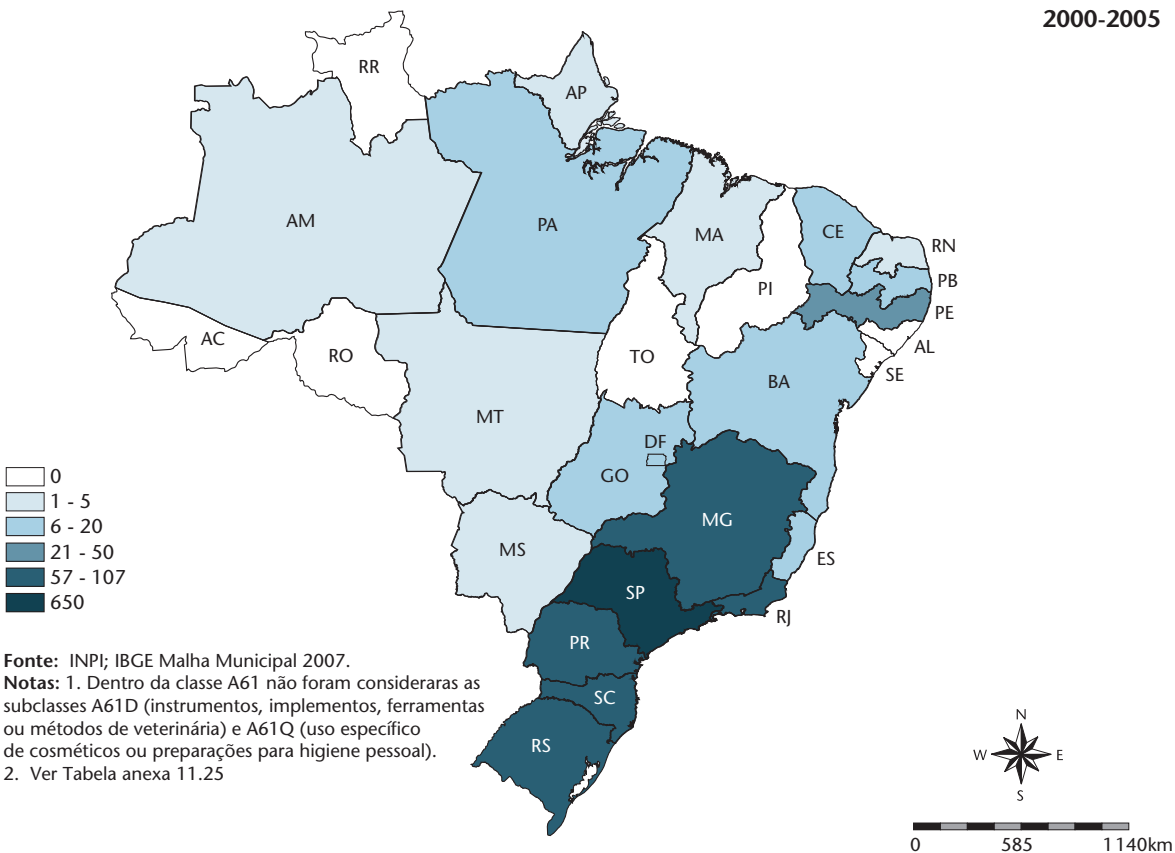 2000-2005
RR
AP
AM
PA
MA
CE
RN
PB
PE
PI
AL
SE
AC
RO
TO
BA
MT
DF
GO
MG
ES
MS
SP
RJ
PR
SC
RS
0
1 - 5
6 - 20
21 - 50
57 - 107
650
Fonte: INPI; IBGE Malha Municipal 2007.
Notas: 1. Dentro da classe A61 não foram consideraras as
subclasses A61D (instrumentos, implementos, ferramentas
ou métodos de veterinária) e A61Q (uso específico
de cosméticos ou preparações para higiene pessoal).
2. Ver Tabela anexa 11.25
N
W E
S
0 585 1140km